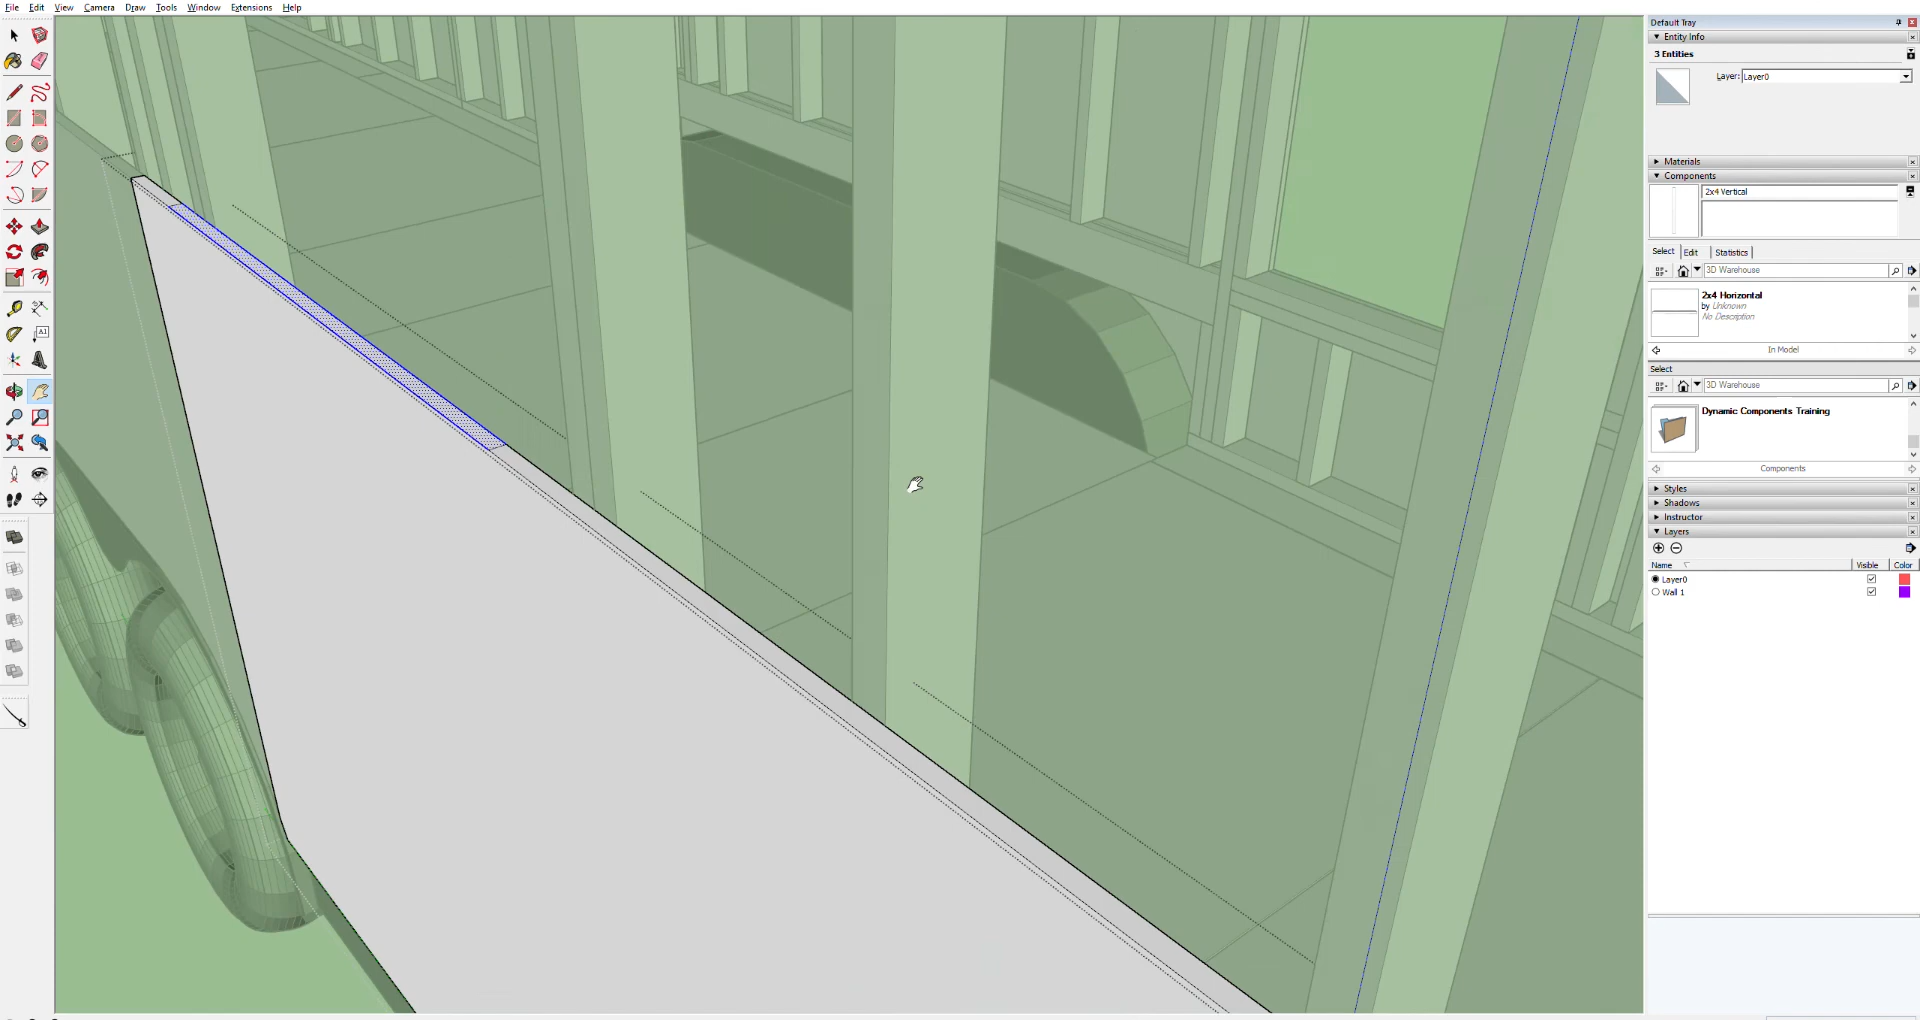 File Edit View Camera Draw Tools Window Extensions Help
Default Tray
Entity Info
3 Entities
Layer: Layer0
Materials
Components
2x4 Vertical
Select Edit Statistics
3D Warehouse
2x4 Horizontal
by Unknown
No Description
In Model
Select
3D Warehouse
Dynamic Components Training
Components
Styles
Shadows
Instructor
Layers
Name Visible Color
Layer0
Wall 1
A1